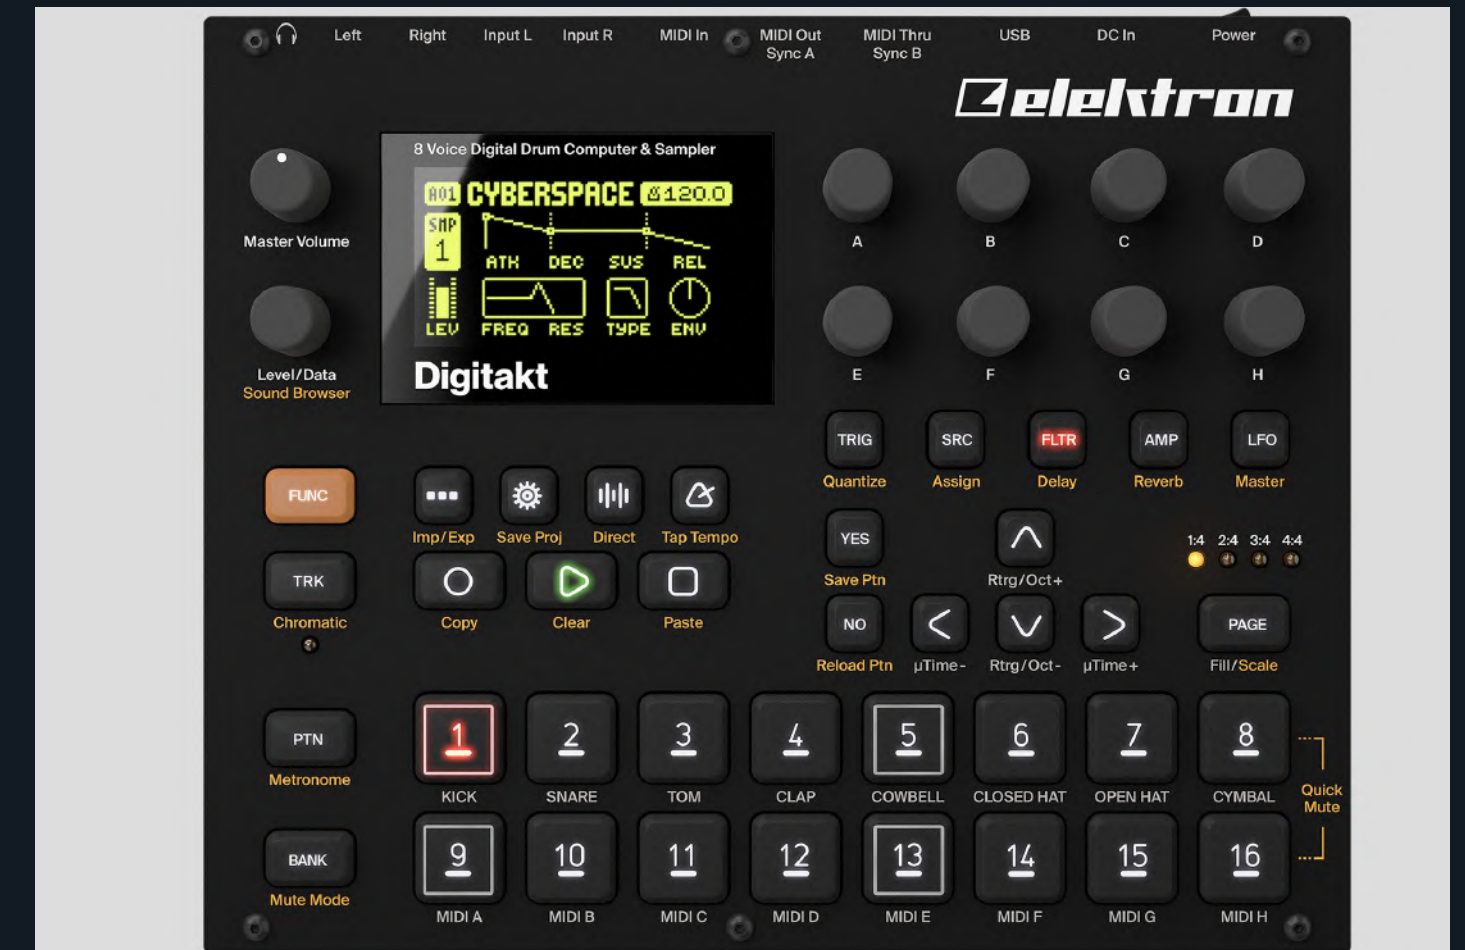 Left Right Input L Input R MIDI In MIDI Out MIDI Thru USB DC In Power
Sync A Sync B
elektron
8 Voice Digital Drum Computer & Sampler
A01 CYBERSPACE 120.0
SMP
1
ATK DEC SUS REL
LEV FREQ RES TYPE ENV
Digitakt
Master Volume
Level/Data
Sound Browser
A B C D
E F G H
TRIG SRC FLTR AMP LFO
Quantize Assign Delay Reverb Master
FUNC
Imp/Exp Save Proj Direct Tap Tempo
YES
Save Ptn
Rtrg/Oct+
1:4 2:4 3:4 4:4
TRK
Chromatic
Copy Clear Paste
NO PAGE
Reload Ptn µTime- Rtrg/Oct- µTime+ Fill/Scale
PTN
Metronome
1 2 3 4 5 6 7 8
KICK SNARE TOM CLAP COWBELL CLOSED HAT OPEN HAT CYMBAL
Quick
Mute
BANK
Mute Mode
9 10 11 12 13 14 15 16
MIDI A MIDI B MIDI C MIDI D MIDI E MIDI F MIDI G MIDI H